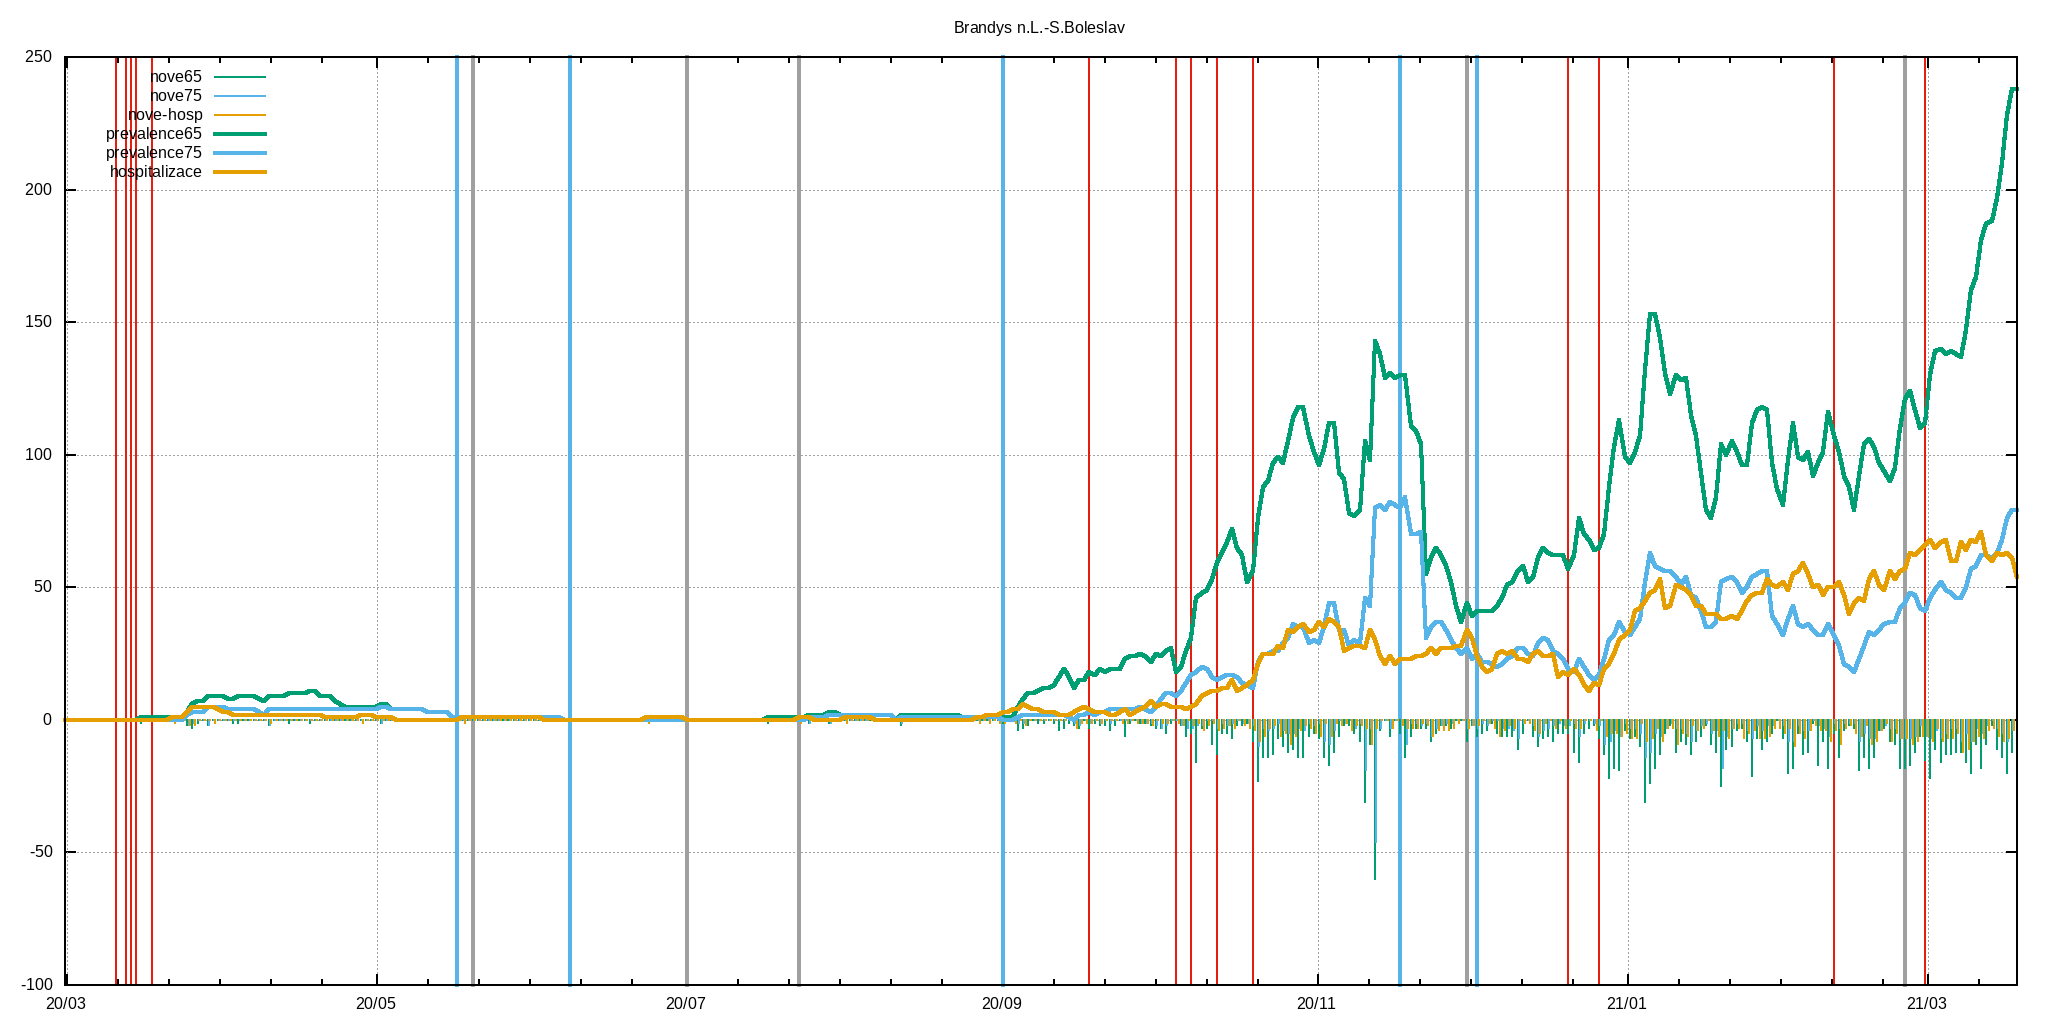 Brandys n.L.-S.Boleslav
250
200
150
100
50
0
-50
-100
nove65
nove75
nove-hosp
prevalence65
prevalence75
hospitalizace
20/03 20/05 20/07 20/09 20/11 21/01 21/03